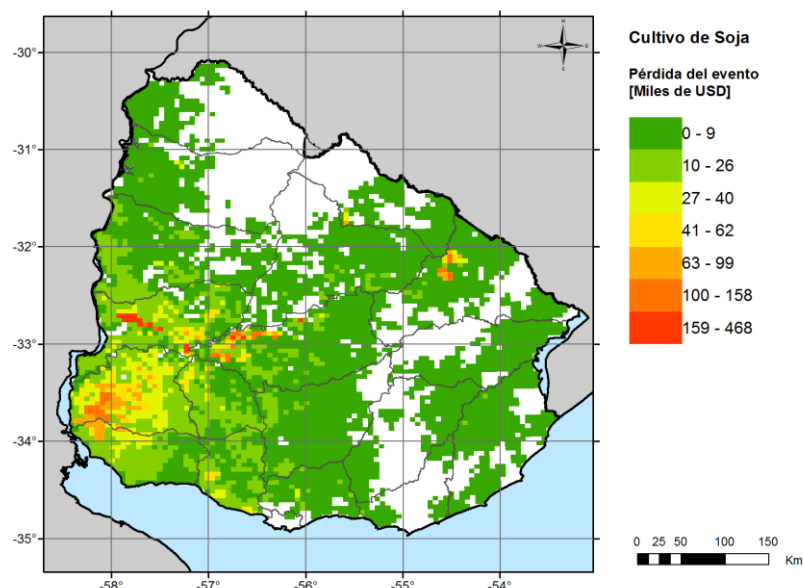 Cultivo de Soja
Pérdida del evento
[Miles de USD]
0 - 9
10 - 26
27 - 40
41 - 62
63 - 99
100 - 158
159 - 468
N
W
E
S
-30°
-31°
-32°
-33°
-34°
-35°
-58°
-57°
-56°
-55°
-54°
0 25 50 100 150
Km